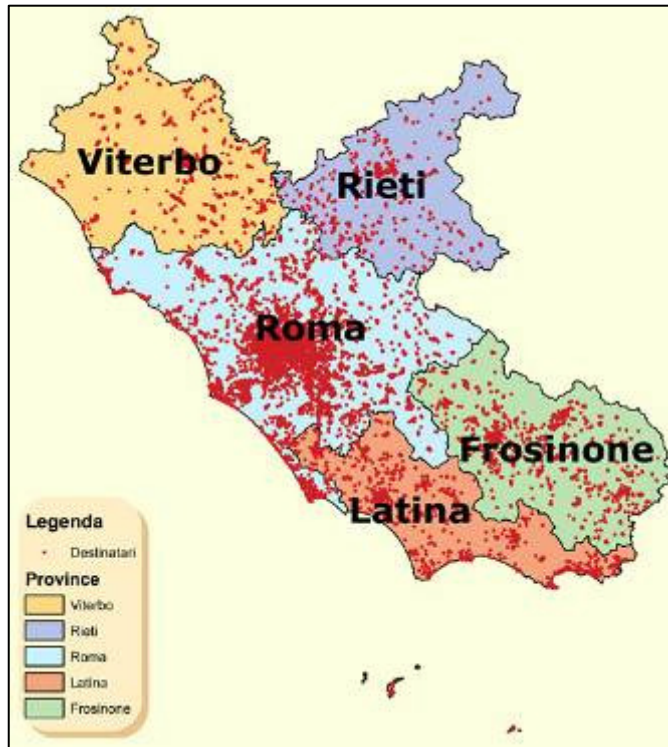 Viterbo
Rieti
Roma
Frosinone
Latina
Legenda
Destinatari
Province
Viterbo
Rieti
Roma
Latina
Frosinone